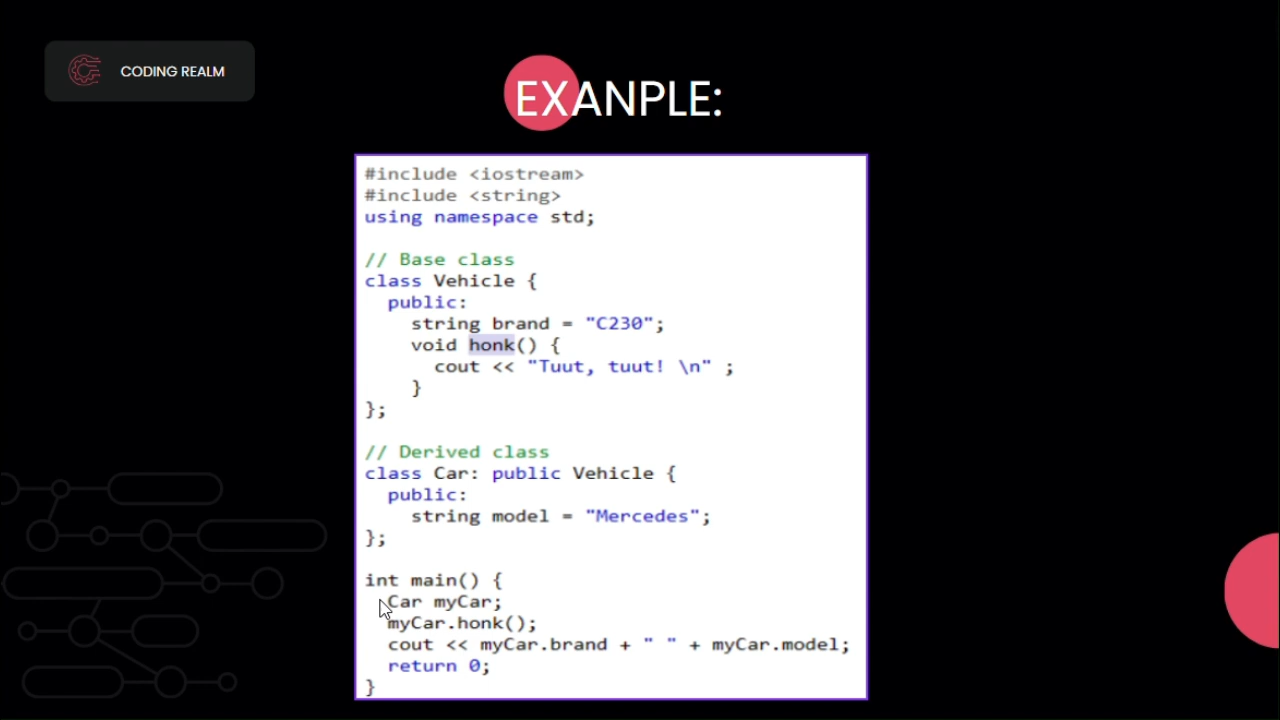 CODING REALM
EXANPLE:
#include <iostream>
#include <string>
using namespace std;
// Base class
class Vehicle {
  public:
    string brand = "C230";
    void honk() {
      cout << "Tuut, tuut! \n" ;
    }
};
// Derived class
class Car: public Vehicle {
  public:
    string model = "Mercedes";
};
int main() {
  Car myCar;
  myCar.honk();
  cout << myCar.brand + " " + myCar.model;
  return 0;
}